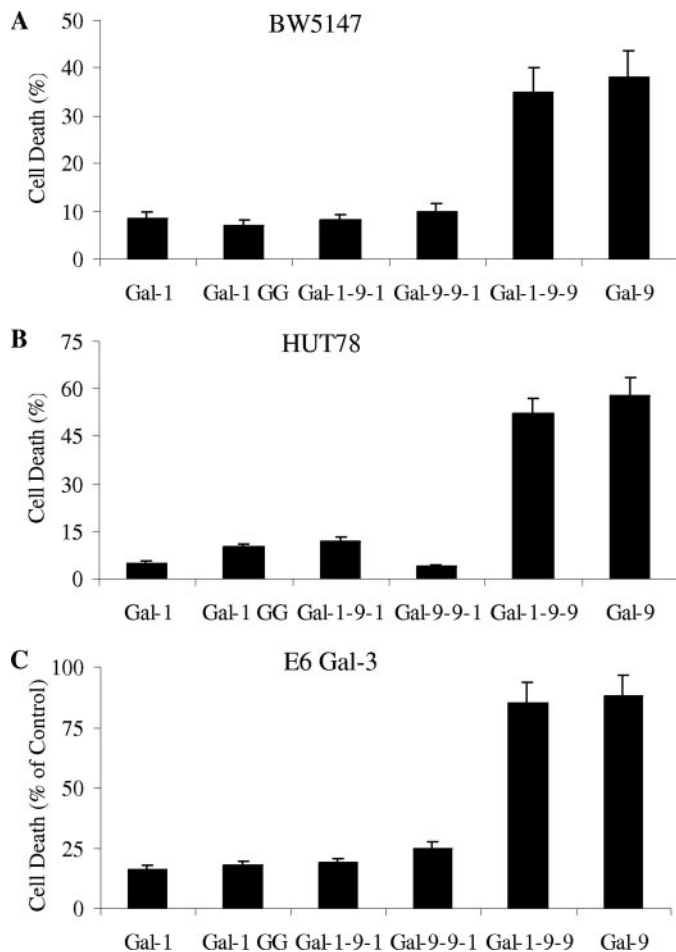 A
BW5147
Cell Death (%)
50
40
30
20
10
0
Gal-1 Gal-1 GG Gal-1-9-1 Gal-9-9-1 Gal-1-9-9 Gal-9
B
HUT78
Cell Death (%)
75
60
45
30
15
0
Gal-1 Gal-1 GG Gal-1-9-1 Gal-9-9-1 Gal-1-9-9 Gal-9
C
E6 Gal-3
Cell Death (% of Control)
100
75
50
25
0
Gal-1 Gal-1 GG Gal-1-9-1 Gal-9-9-1 Gal-1-9-9 Gal-9